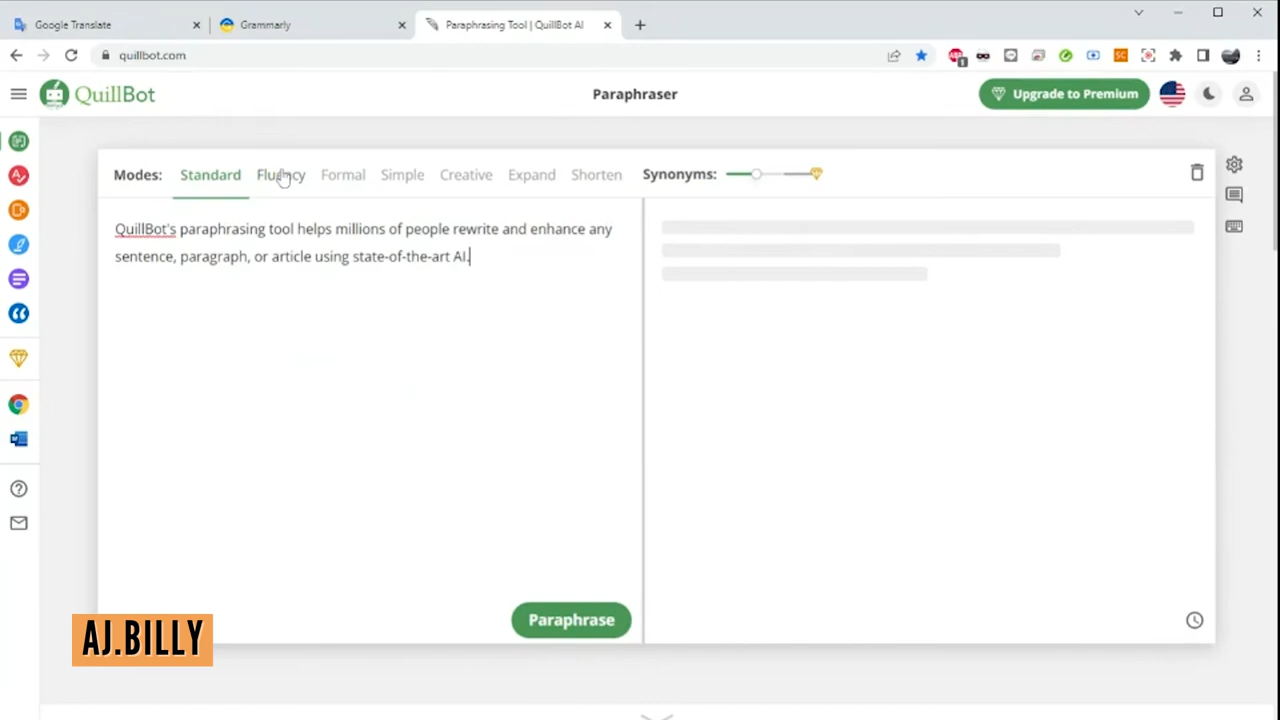 Google Translate
Grammarly
Paraphrasing Tool | QuillBot AI
quillbot.com
QuillBot
Paraphraser
Upgrade to Premium
Modes: Standard Fluency Formal Simple Creative Expand Shorten Synonyms:
QuillBot's paraphrasing tool helps millions of people rewrite and enhance any
sentence, paragraph, or article using state-of-the-art AI.
Paraphrase
AJ.BILLY